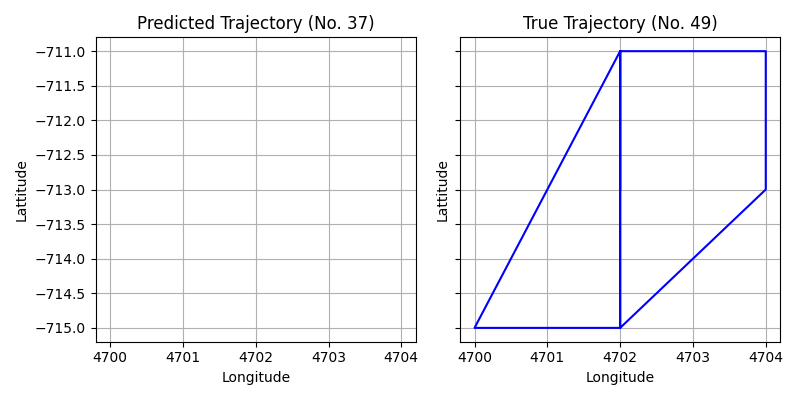 Predicted Trajectory (No. 37)
True Trajectory (No. 49)
Lattitude
−711.0
−711.5
−712.0
−712.5
−713.0
−713.5
−714.0
−714.5
−715.0
4700 4701 4702 4703 4704
Longitude
Lattitude
4700 4701 4702 4703 4704
Longitude